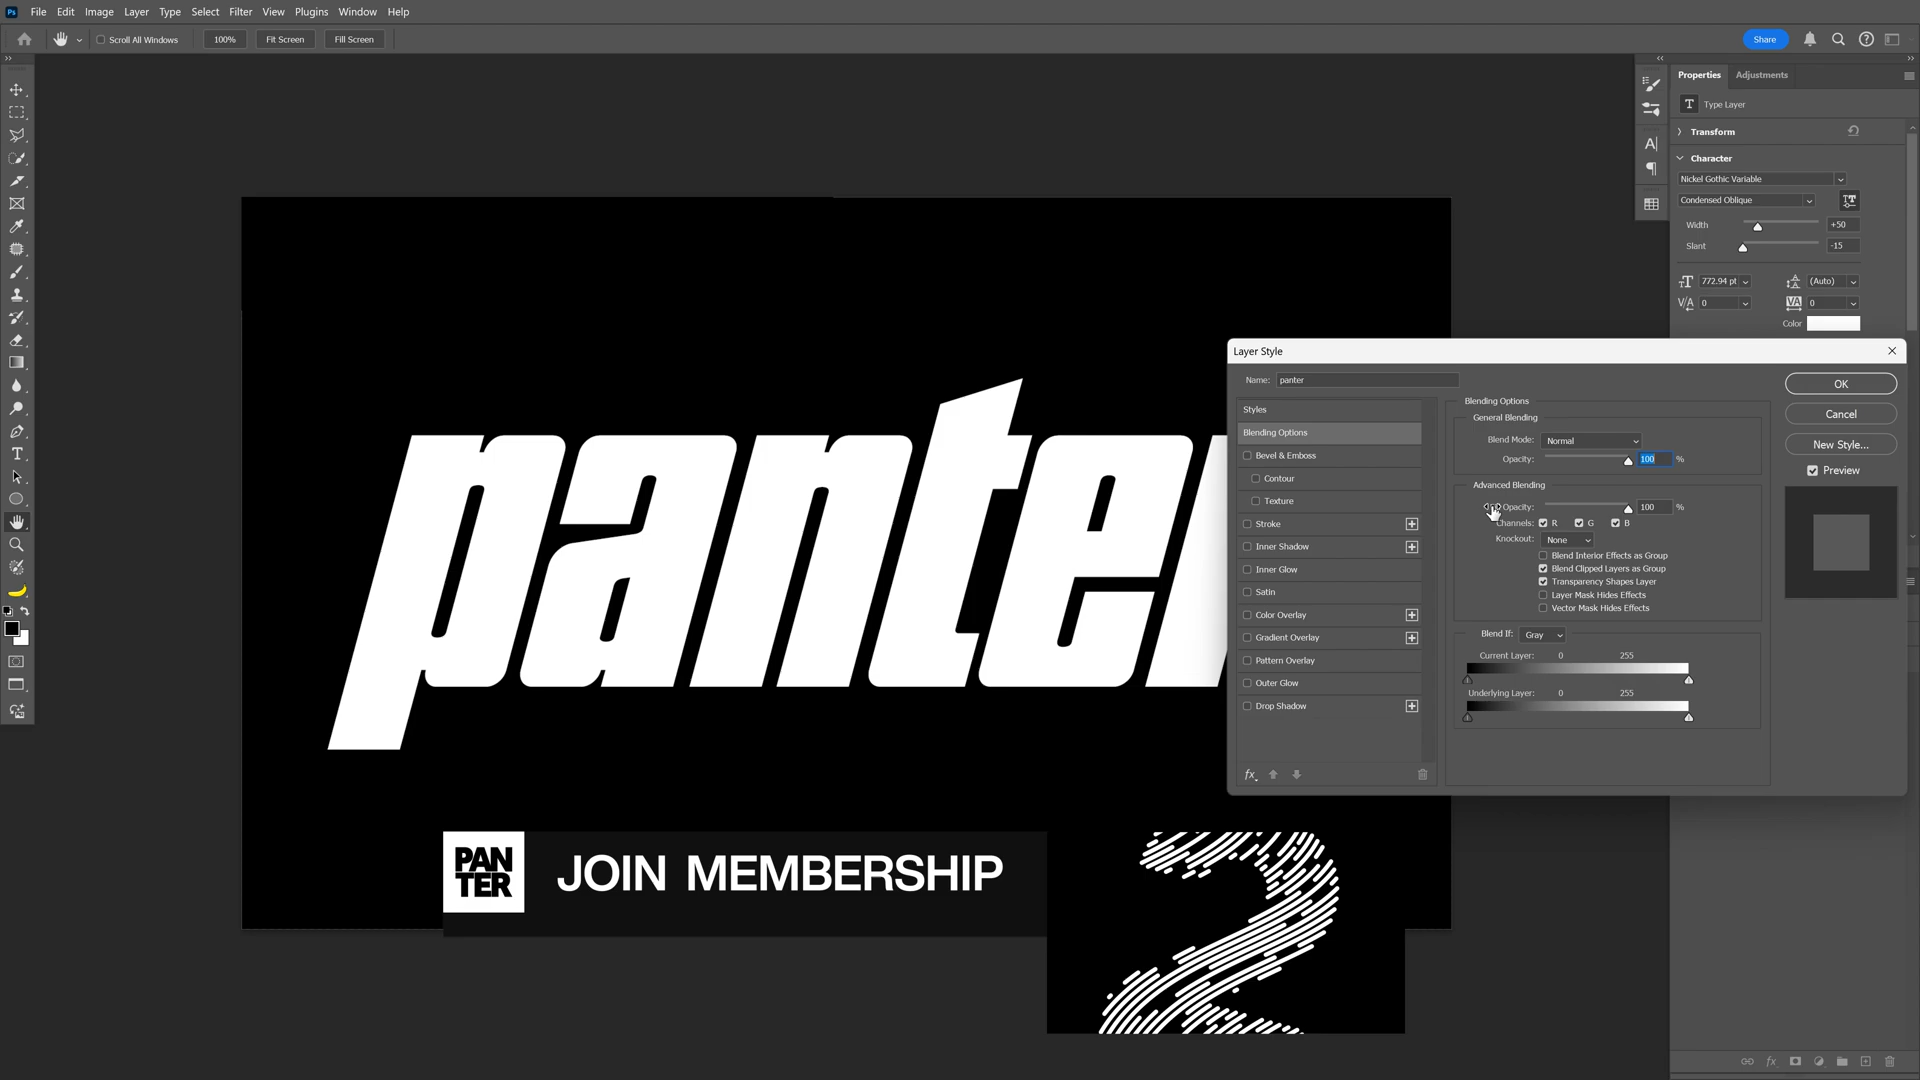 Ps File Edit Image Layer Type Select Filter View Plugins Window Help
Scroll All Windows 100% Fit Screen Fill Screen Share
Properties Adjustments
T Type Layer
Transform
Character
Nickel Gothic Variable
Condensed Oblique
Width +50
Slant -15
772.94 pt (Auto)
0 0
Color
panter
Layer Style
Name: panter
Styles
Blending Options
Bevel & Emboss
Contour
Texture
Stroke
Inner Shadow
Inner Glow
Satin
Color Overlay
Gradient Overlay
Pattern Overlay
Outer Glow
Drop Shadow
fx
Blending Options
General Blending
Blend Mode: Normal
Opacity: 100 %
Advanced Blending
Opacity: 100 %
Channels: R G B
Knockout: None
Blend Interior Effects as Group
Blend Clipped Layers as Group
Transparency Shapes Layer
Layer Mask Hides Effects
Vector Mask Hides Effects
Blend If: Gray
Current Layer: 0 255
Underlying Layer: 0 255
OK
Cancel
New Style...
Preview
PAN
TER
JOIN MEMBERSHIP
2
fx